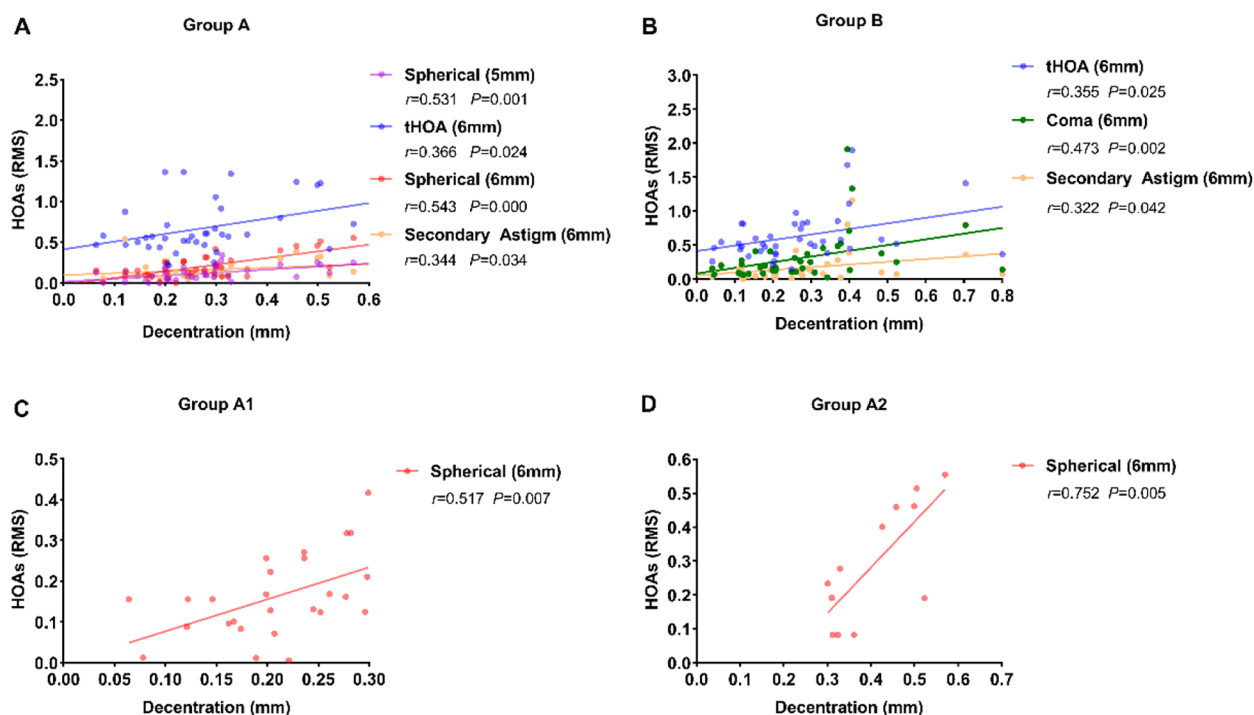 A
Group A
HOAs (RMS)
2.5
2.0
1.5
1.0
0.5
0.0
0.0 0.1 0.2 0.3 0.4 0.5 0.6
Decentration (mm)
Spherical (5mm)
r=0.531 P=0.001
tHOA (6mm)
r=0.366 P=0.024
Spherical (6mm)
r=0.543 P=0.000
Secondary Astigm (6mm)
r=0.344 P=0.034
B
Group B
HOAs (RMS)
3.0
2.5
2.0
1.5
1.0
0.5
0.0
0.0 0.1 0.2 0.3 0.4 0.5 0.6 0.7 0.8
Decentration (mm)
tHOA (6mm)
r=0.355 P=0.025
Coma (6mm)
r=0.473 P=0.002
Secondary Astigm (6mm)
r=0.322 P=0.042
C
Group A1
HOAs (RMS)
0.5
0.4
0.3
0.2
0.1
0.0
0.00 0.05 0.10 0.15 0.20 0.25 0.30
Decentration (mm)
Spherical (6mm)
r=0.517 P=0.007
D
Group A2
HOAs (RMS)
0.6
0.5
0.4
0.3
0.2
0.1
0.0
0.0 0.1 0.2 0.3 0.4 0.5 0.6 0.7
Decentration (mm)
Spherical (6mm)
r=0.752 P=0.005